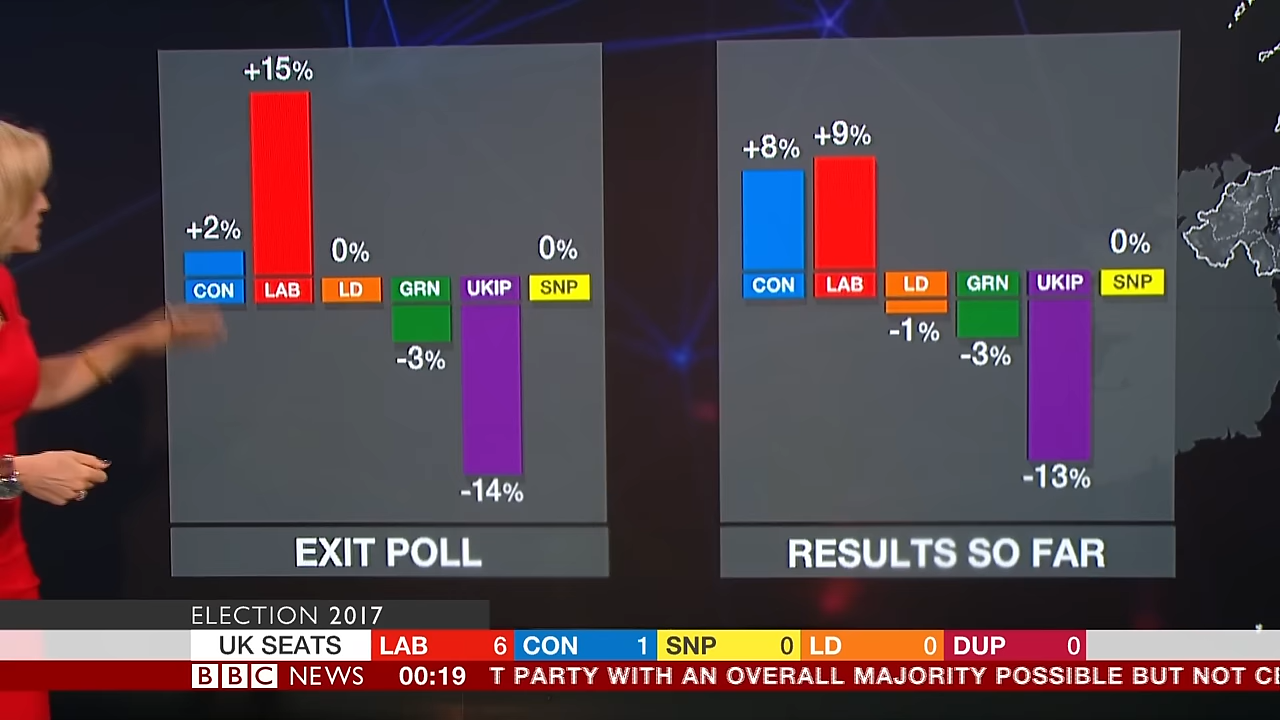 +15%
+2%
0%
0%
CON LAB LD GRN UKIP SNP
-3%
-14%
EXIT POLL
+8% +9%
0%
CON LAB LD GRN UKIP SNP
-1% -3%
-13%
RESULTS SO FAR
ELECTION 2017
UK SEATS LAB 6 CON 1 SNP 0 LD 0 DUP 0
BBC NEWS 00:19 T PARTY WITH AN OVERALL MAJORITY POSSIBLE BUT NOT CE